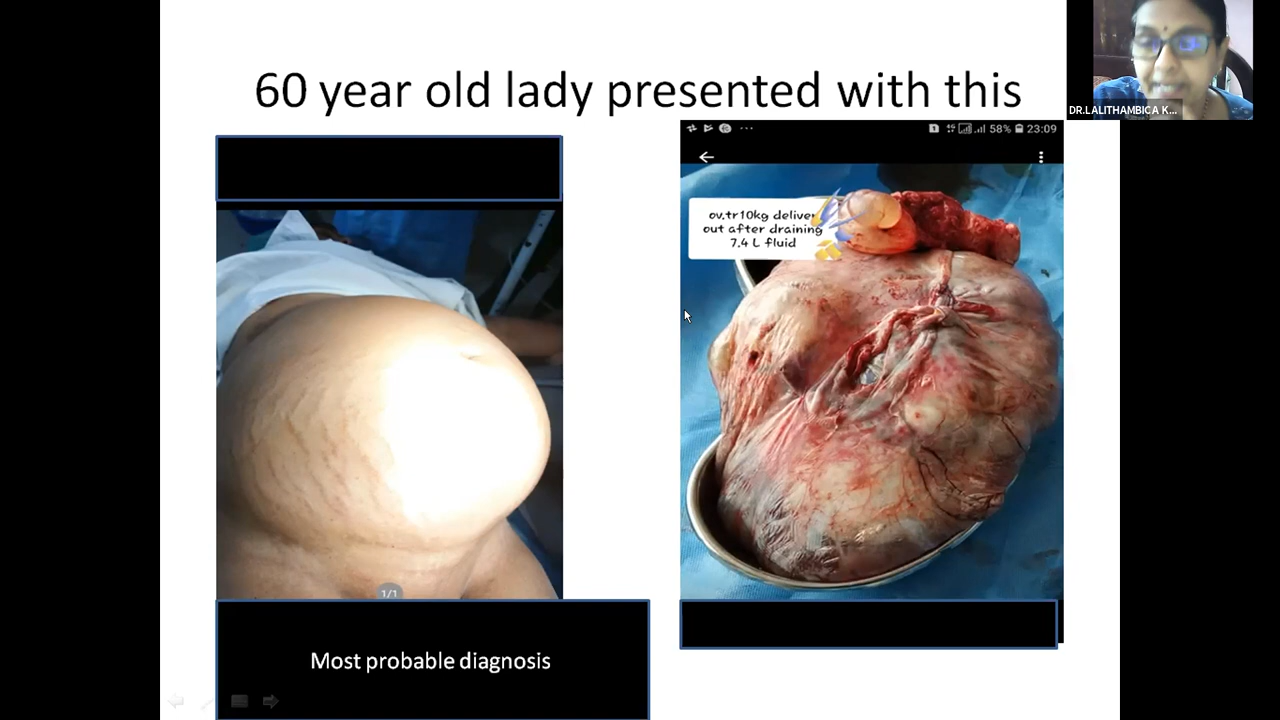 60 year old lady presented with this
DR.LALITHAMBICA K...
58% 23:09
ov.tr10kg deliver
out after draining
7.4 L fluid
1/1
Most probable diagnosis